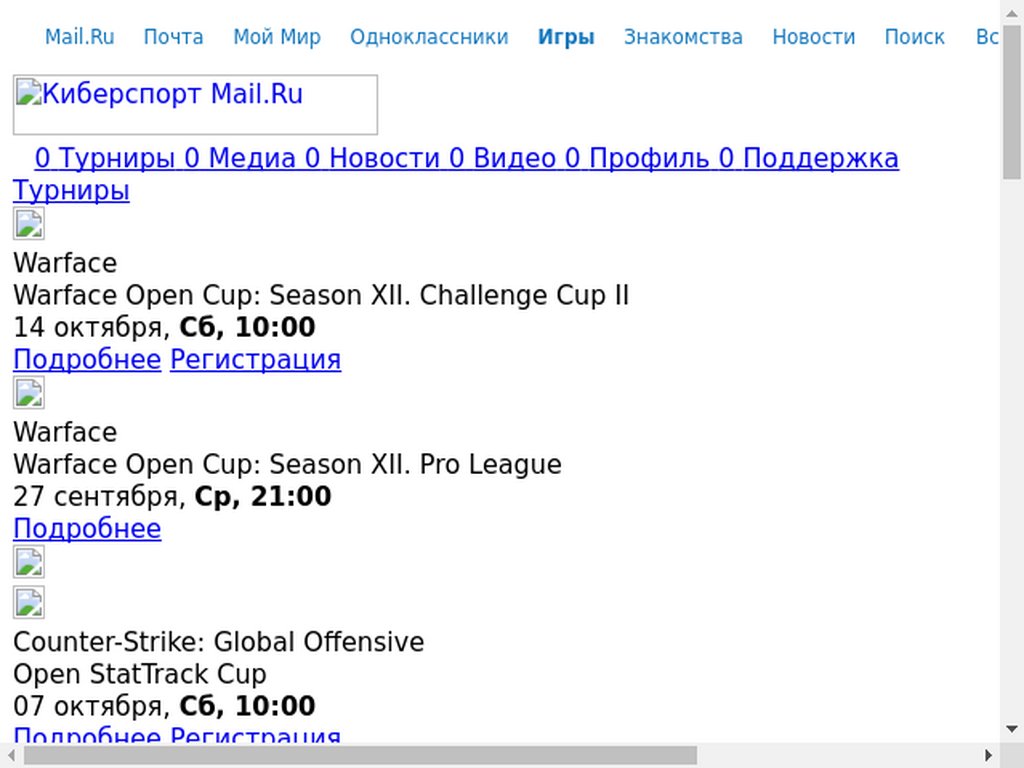 Mail.Ru Почта Мой Мир Одноклассники Игры Знакомства Новости Поиск Вс
Киберспорт Mail.Ru
0 Турниры 0 Медиа 0 Новости 0 Видео 0 Профиль 0 Поддержка
Турниры
Warface
Warface Open Cup: Season XII. Challenge Cup II
14 октября, Сб, 10:00
Подробнее Регистрация
Warface
Warface Open Cup: Season XII. Pro League
27 сентября, Ср, 21:00
Подробнее
Counter-Strike: Global Offensive
Open StatTrack Cup
07 октября, Сб, 10:00
Подробнее Регистрация